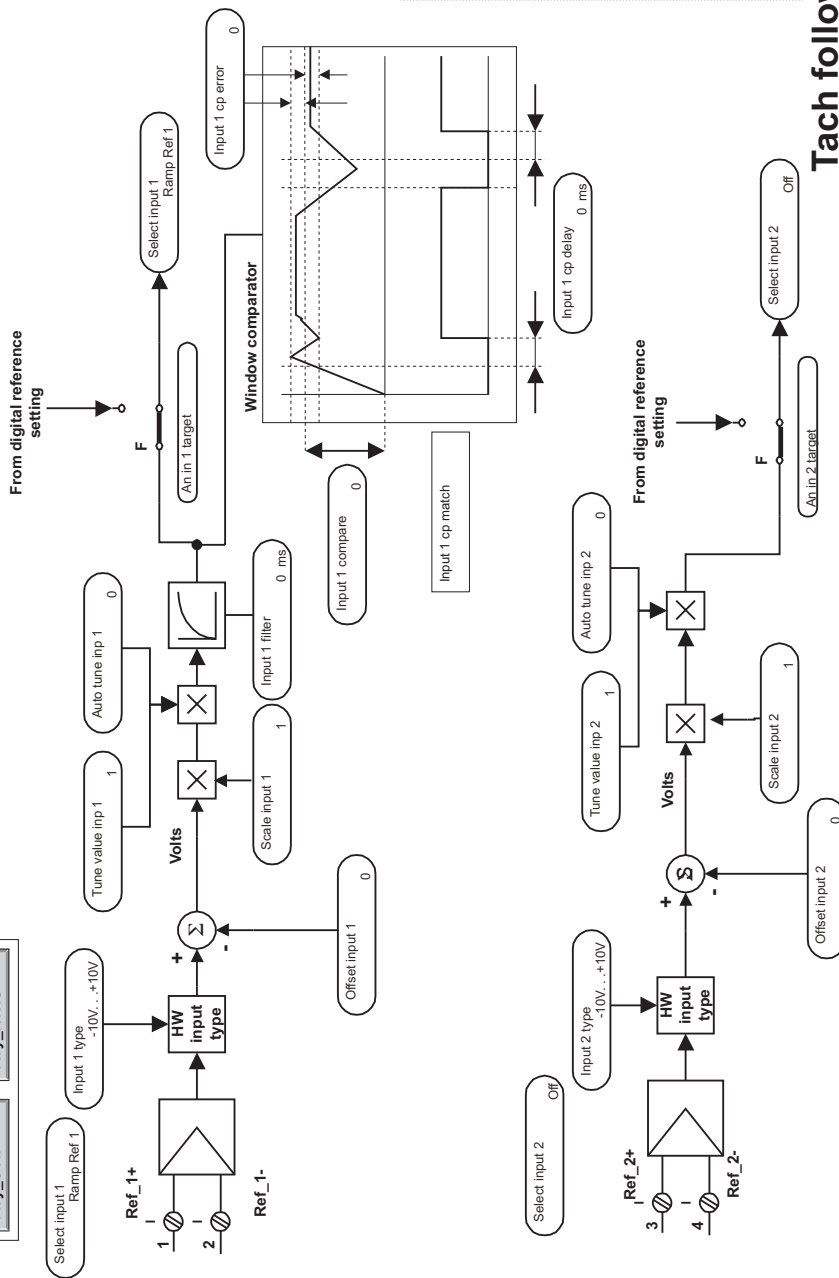 Select input 1
Ramp Ref 1
Input 1 type
-10V. . .+10V
Tune value inp 1
1
Auto tune inp 1
0
From digital reference
setting
F
An in 1 target
Select input 1
Ramp Ref 1
Ref_1+
Ref_1-
1
I
2
I
HW
input
type
+
-
Σ
Volts
Offset input 1
0
Scale input 1
1
Input 1 filter
0 ms
Window comparator
Input 1 cp error
0
Input 1 compare
0
Input 1 cp match
Input 1 cp delay
0 ms
Select input 2
Off
Input 2 type
-10V. . .+10V
Tune value inp 2
1
Auto tune inp 2
0
From digital reference
setting
F
An in 2 target
Select input 2
Off
Ref_2+
Ref_2-
3
I
4
I
HW
input
type
+
-
Volts
Offset input 2
0
Scale input 2
1
Tach follow